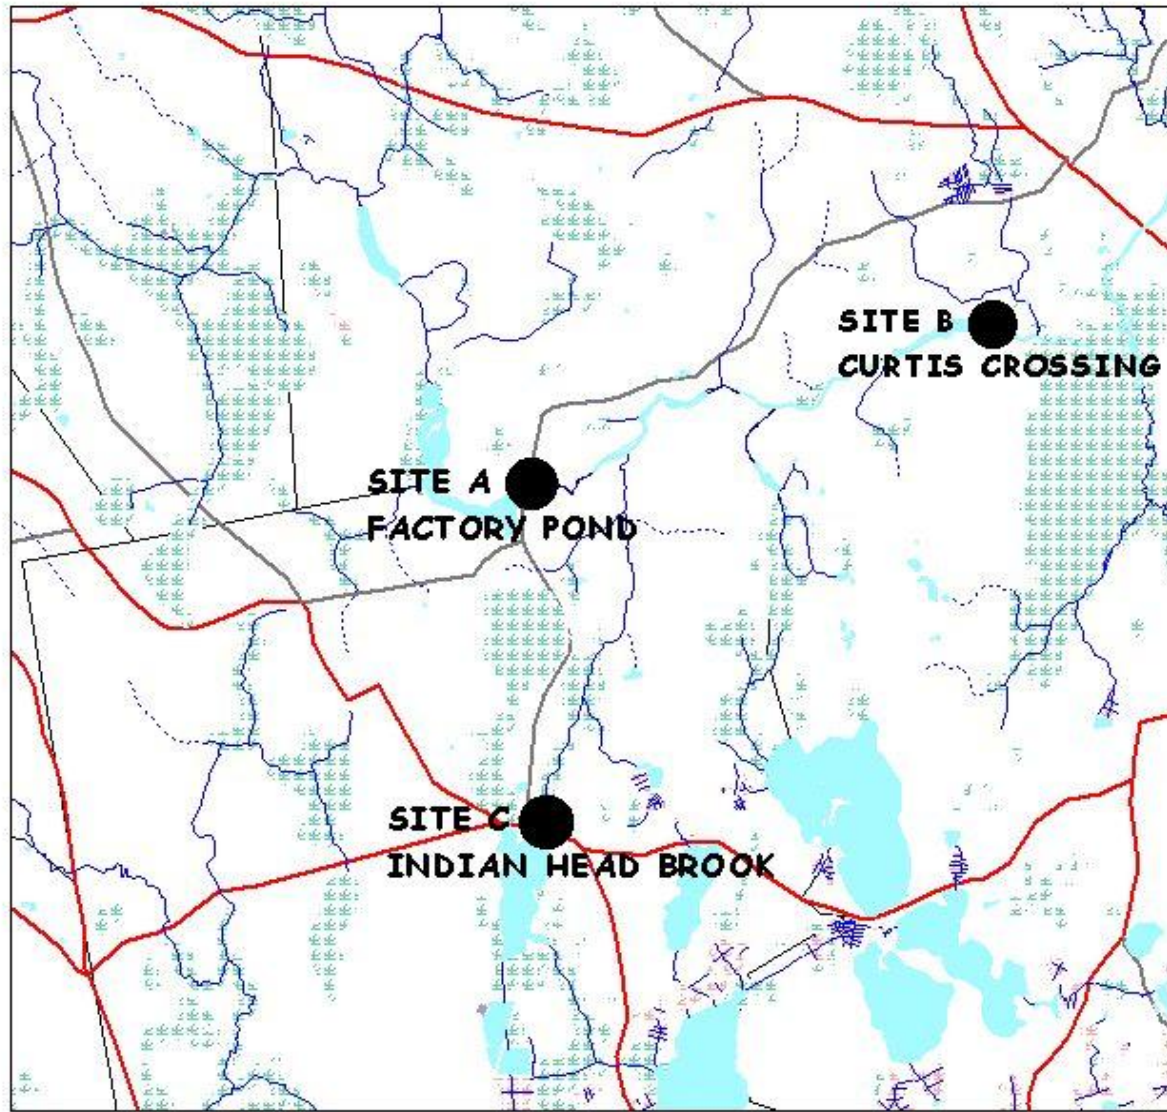 SITE B
CURTIS CROSSING
SITE A
FACTORY POND
SITE C
INDIAN HEAD BROOK